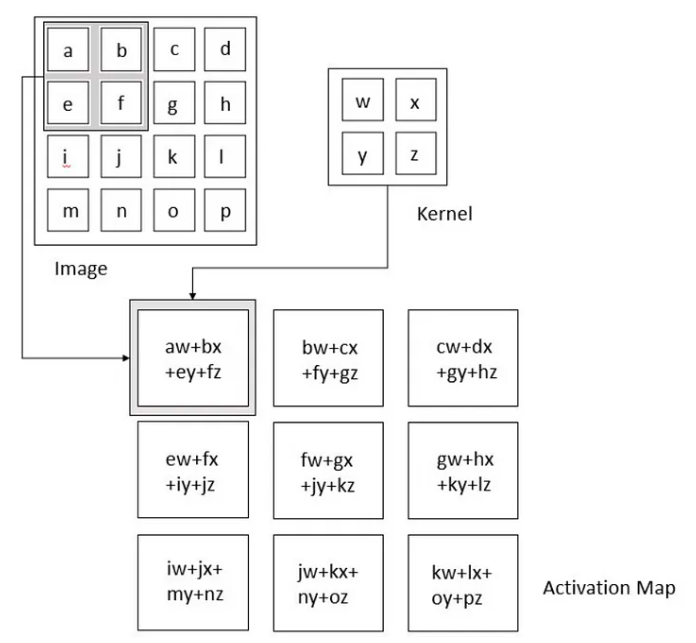 a b c d
e f g h
i j k l
m n o p
Image
w x
y z
Kernel
aw+bx
+ey+fz
bw+cx
+fy+gz
cw+dx
+gy+hz
ew+fx
+iy+jz
fw+gx
+jy+kz
gw+hx
+ky+lz
iw+jx+
my+nz
jw+kx+
ny+oz
kw+lx+
oy+pz
Activation Map